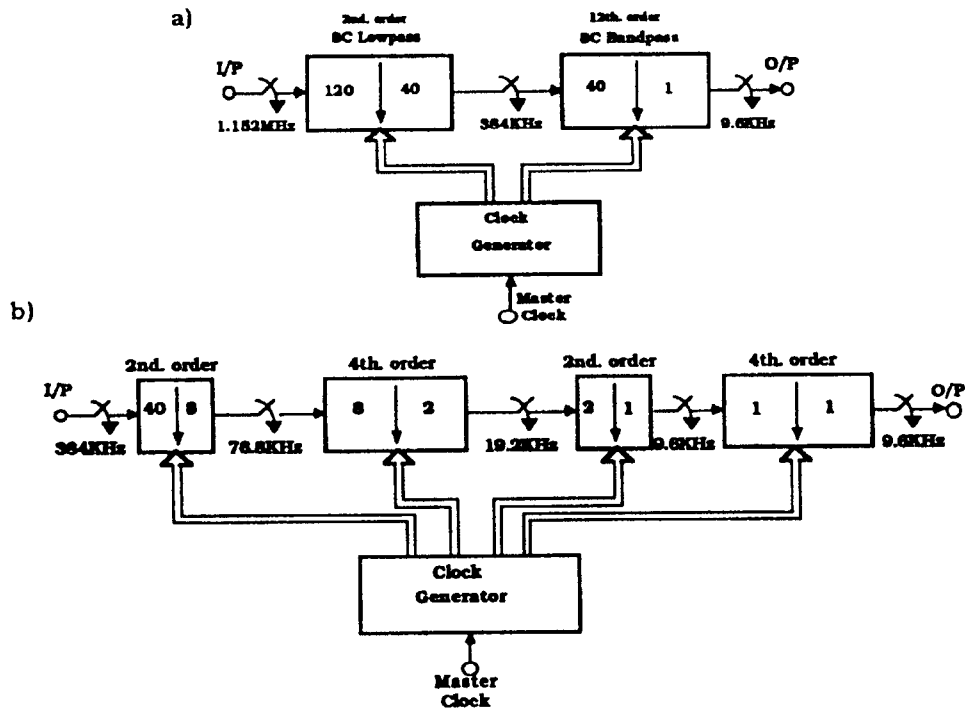 a)
2nd. order
SC Lowpass
12th. order
SC Bandpass
I/P
O/P
120 40
40 1
1.152MHz
384KHz
9.6KHz
Clock
Generator
Master
Clock
b)
2nd. order
4th. order
2nd. order
4th. order
I/P
O/P
40 8
8 2
2 1
1 1
384KHz
76.8KHz
19.2KHz
9.6KHz
9.6KHz
Clock
Generator
Master
Clock